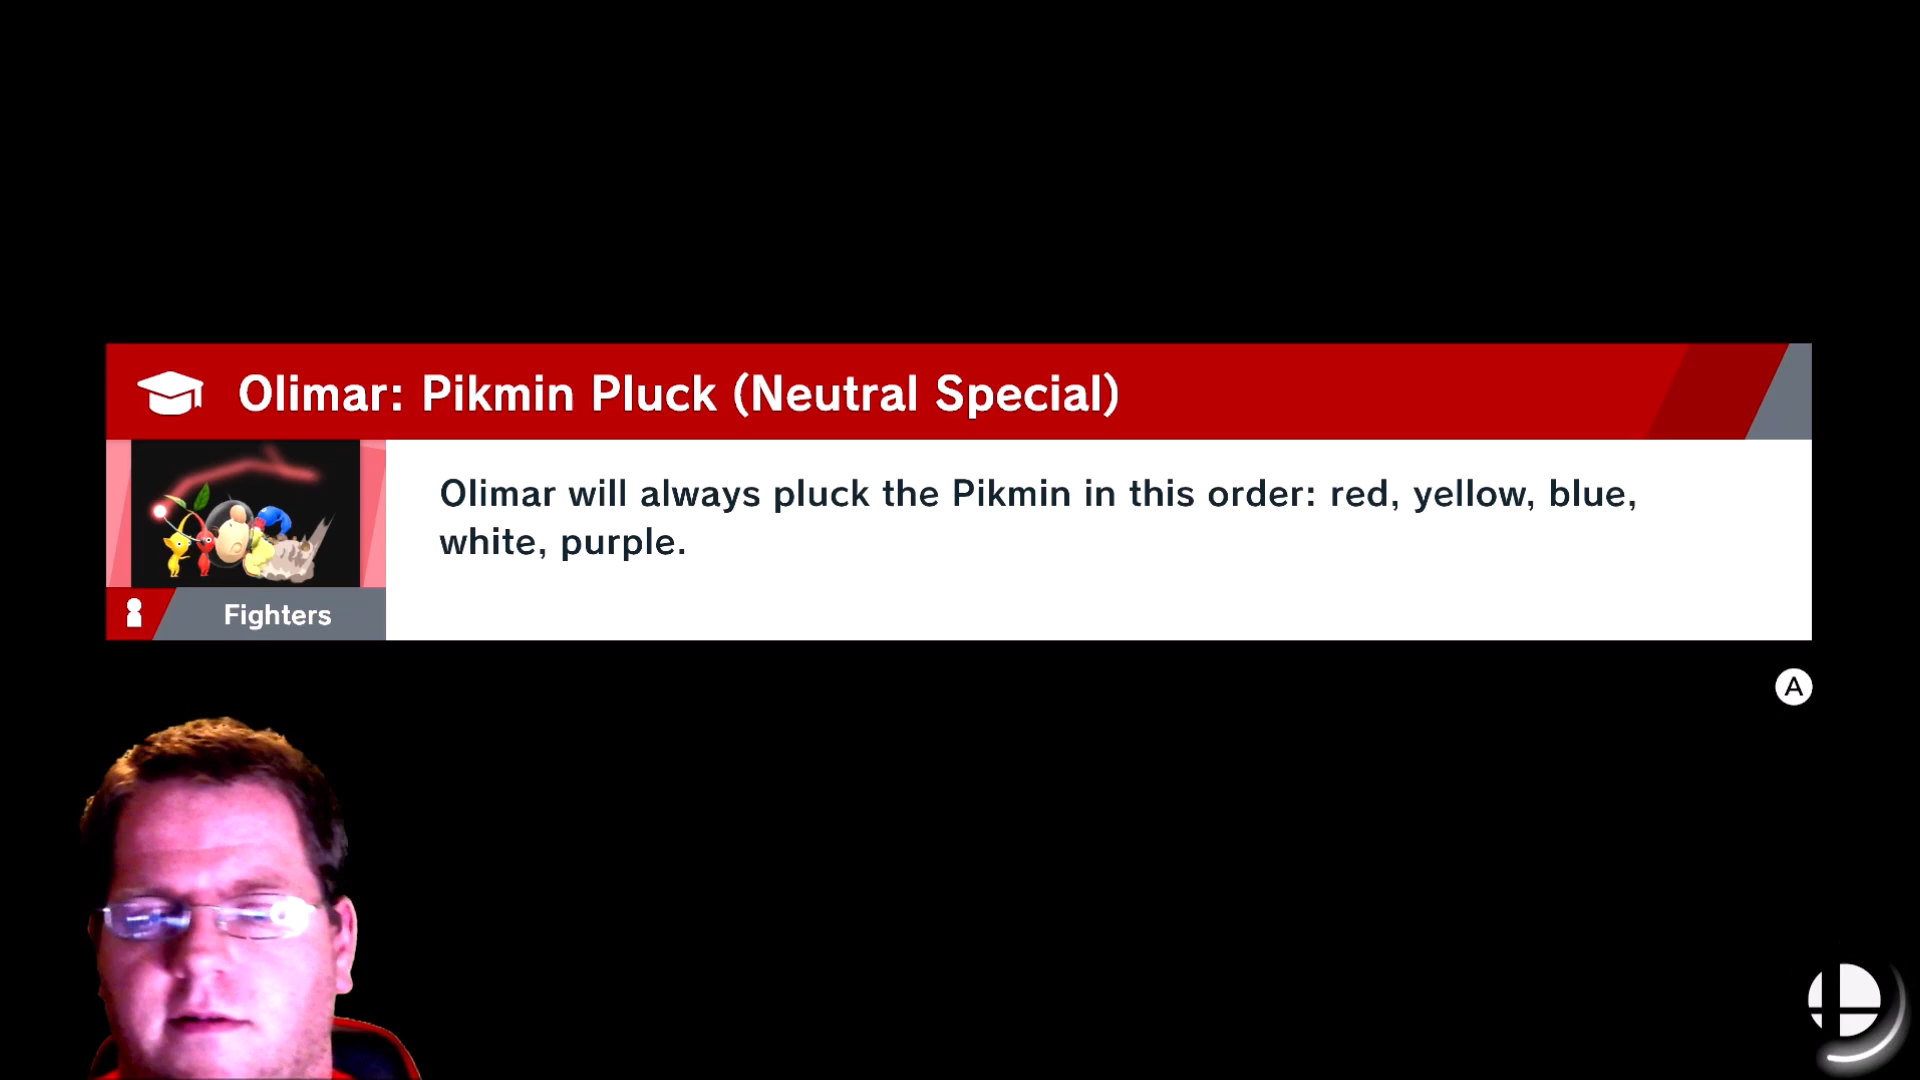 Olimar: Pikmin Pluck (Neutral Special)
Olimar will always pluck the Pikmin in this order: red, yellow, blue,
white, purple.
Fighters
A